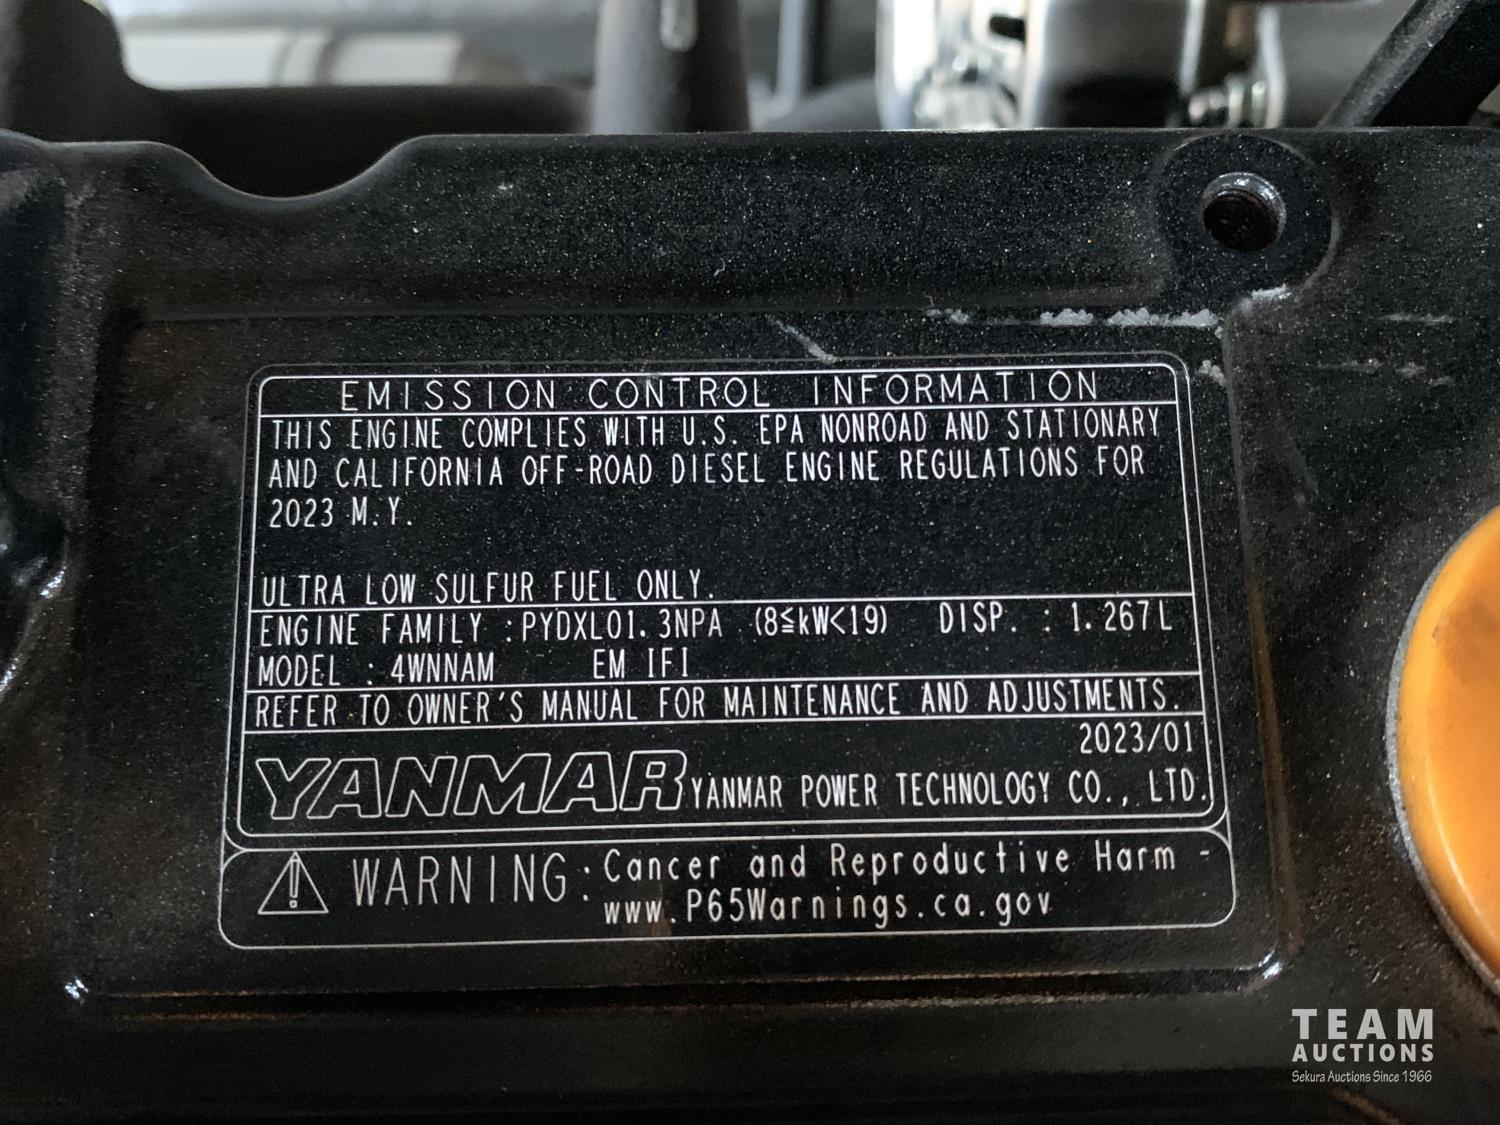 EMISSION CONTROL INFORMATION
THIS ENGINE COMPLIES WITH U.S. EPA NONROAD AND STATIONARY
AND CALIFORNIA OFF-ROAD DIESEL ENGINE REGULATIONS FOR
2023 M.Y.
ULTRA LOW SULFUR FUEL ONLY.
ENGINE FAMILY :PYDXL01.3NPA (8≦kW<19) DISP. : 1.267L
MODEL : 4WNNAM EM IFI
REFER TO OWNER'S MANUAL FOR MAINTENANCE AND ADJUSTMENTS.
2023/01
YANMAR YANMAR POWER TECHNOLOGY CO., LTD.
WARNING: Cancer and Reproductive Harm -
www.P65Warnings.ca.gov
TEAM
AUCTIONS
Sekura Auctions Since 1966